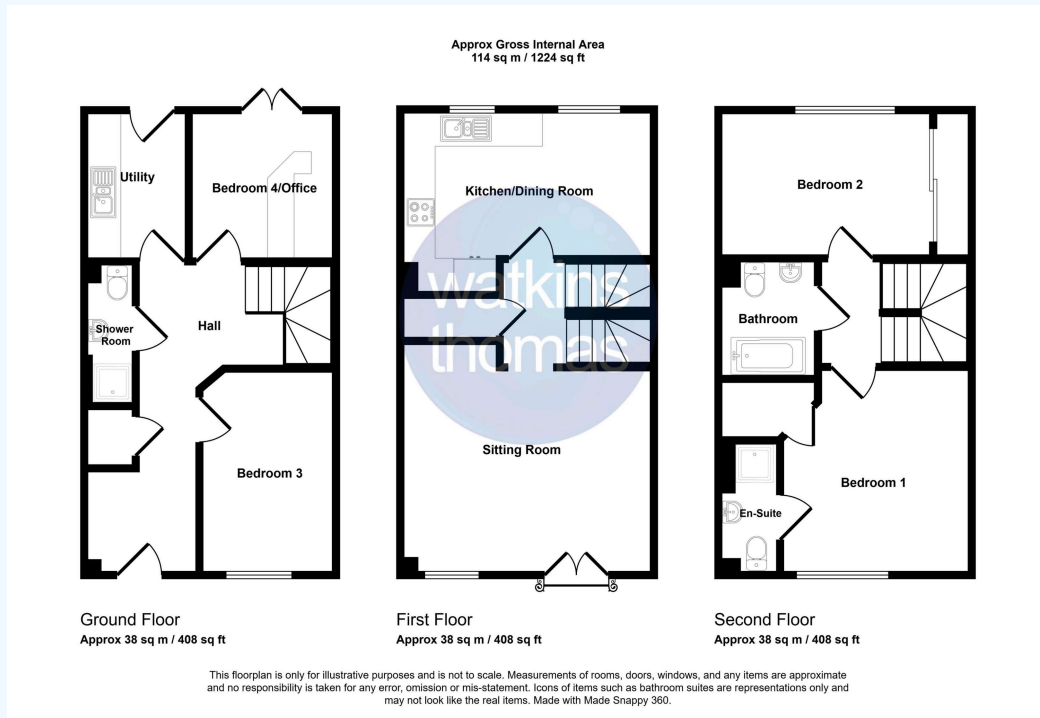 Approx Gross Internal Area
114 sq m / 1224 sq ft
Utility
Bedroom 4/Office
Shower
Room
Hall
Bedroom 3
Kitchen/Dining Room
watkins
thomas
Sitting Room
Bedroom 2
Bathroom
Bedroom 1
En-Suite
Ground Floor
Approx 38 sq m / 408 sq ft
First Floor
Approx 38 sq m / 408 sq ft
Second Floor
Approx 38 sq m / 408 sq ft
This floorplan is only for illustrative purposes and is not to scale. Measurements of rooms, doors, windows, and any items are approximate
and no responsibility is taken for any error, omission or mis-statement. Icons of items such as bathroom suites are representations only and
may not look like the real items. Made with Made Snappy 360.